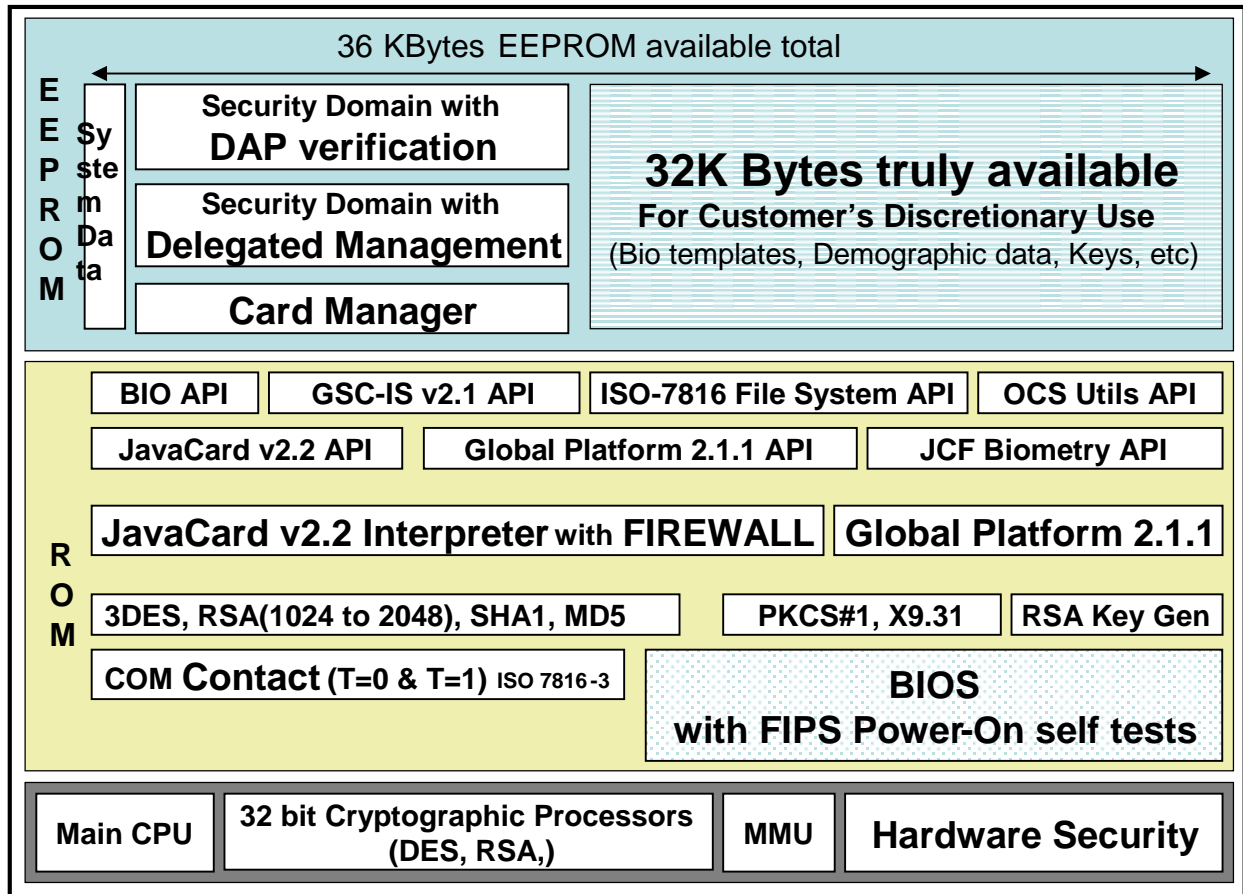 36 KBytes EEPROM available total
E
E
P
R
O
M
Sy
ste
m
Da
ta
Security Domain with
DAP verification
Security Domain with
Delegated Management
Card Manager
32K Bytes truly available
For Customer's Discretionary Use
(Bio templates, Demographic data, Keys, etc)
R
O
M
BIO API
GSC-IS v2.1 API
ISO-7816 File System API
OCS Utils API
JavaCard v2.2 API
Global Platform 2.1.1 API
JCF Biometry API
JavaCard v2.2 Interpreter with FIREWALL
Global Platform 2.1.1
3DES, RSA(1024 to 2048), SHA1, MD5
PKCS#1, X9.31
RSA Key Gen
COM Contact (T=0 & T=1) ISO 7816-3
BIOS
with FIPS Power-On self tests
Main CPU
32 bit Cryptographic Processors
(DES, RSA,)
MMU
Hardware Security